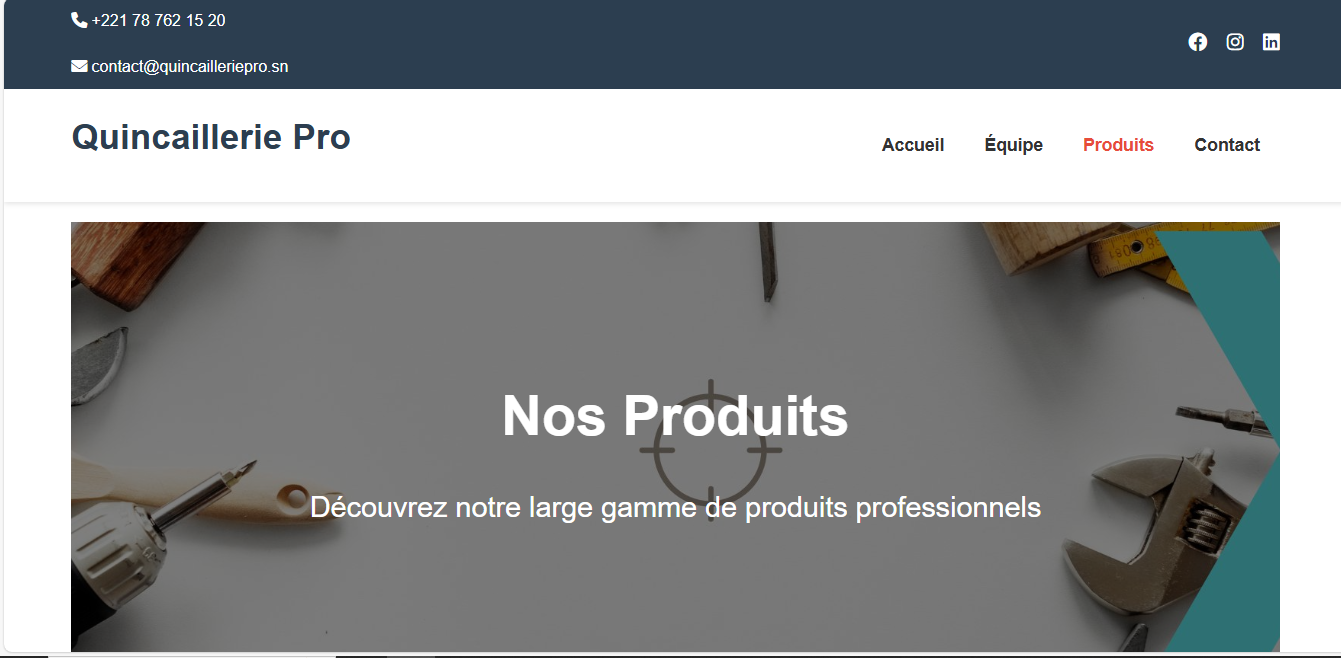 +221 78 762 15 20
contact@quincailleriepro.sn
Quincaillerie Pro
Accueil Équipe Produits Contact
Nos Produits
Découvrez notre large gamme de produits professionnels